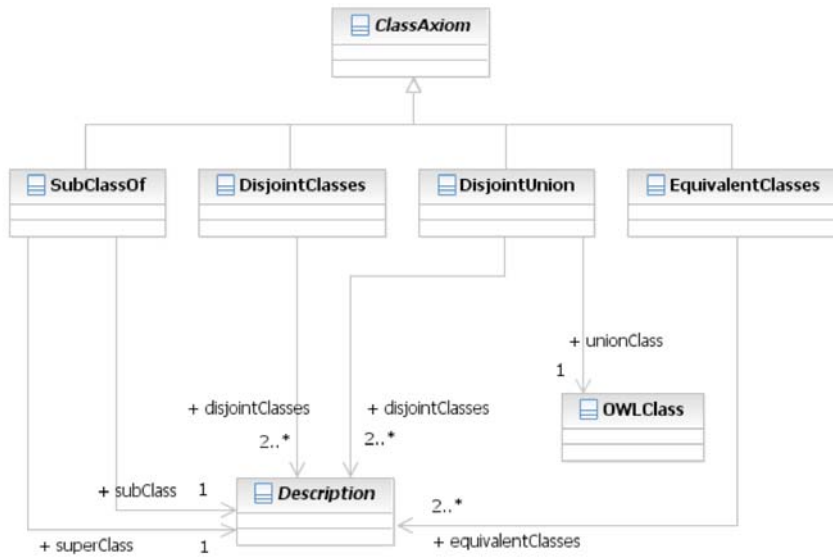 ClassAxiom
SubClassOf
DisjointClasses
DisjointUnion
EquivalentClasses
+ unionClass
1
OWLClass
+ disjointClasses
+ disjointClasses
2..*
2..*
+ subClass 1
Description
2..*
+ superClass 1
+ equivalentClasses